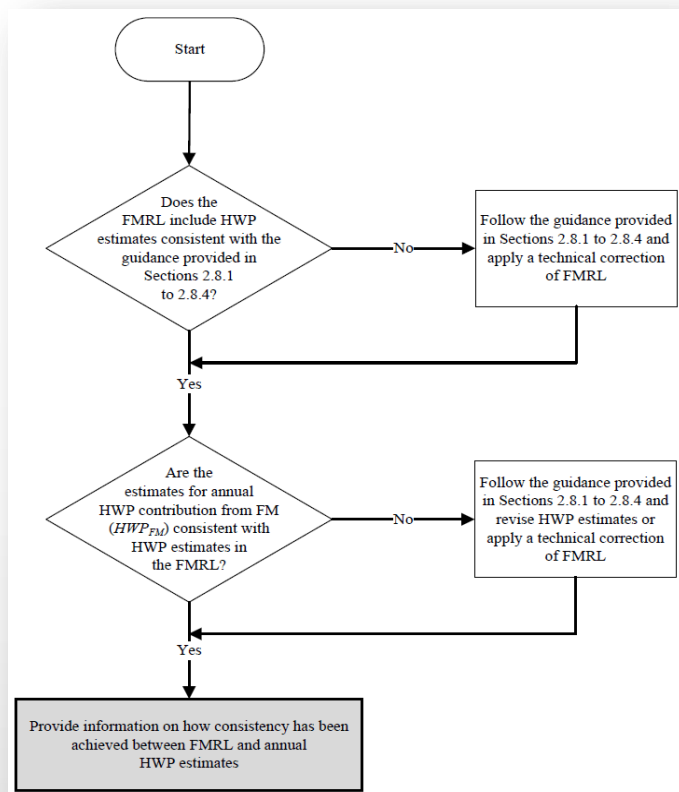 Start
Does the
FMRL include HWP
estimates consistent with the
guidance provided in
Sections 2.8.1
to 2.8.4?
No
Follow the guidance provided
in Sections 2.8.1 to 2.8.4 and
apply a technical correction
of FMRL
Yes
Are the
estimates for annual
HWP contribution from FM
(HWP_FM) consistent with
HWP estimates in
the FMRL?
No
Follow the guidance provided
in Sections 2.8.1 to 2.8.4 and
revise HWP estimates or
apply a technical correction
of FMRL
Yes
Provide information on how consistency has been
achieved between FMRL and annual
HWP estimates